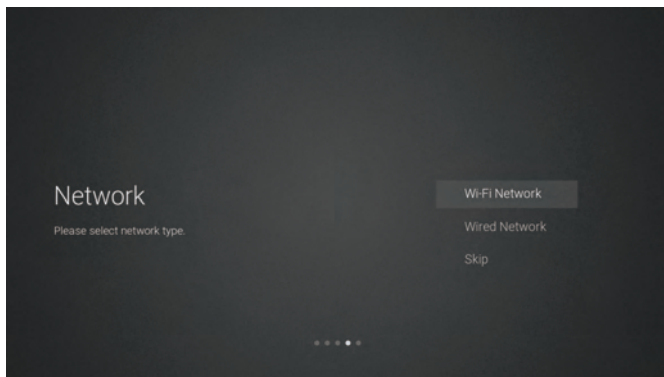 Network
Please select network type.
Wi-Fi Network
Wired Network
Skip